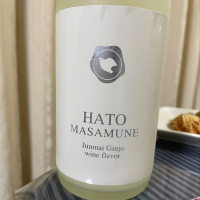 HATO
MASAMUNE
Junmai Ginjo
wine flavor